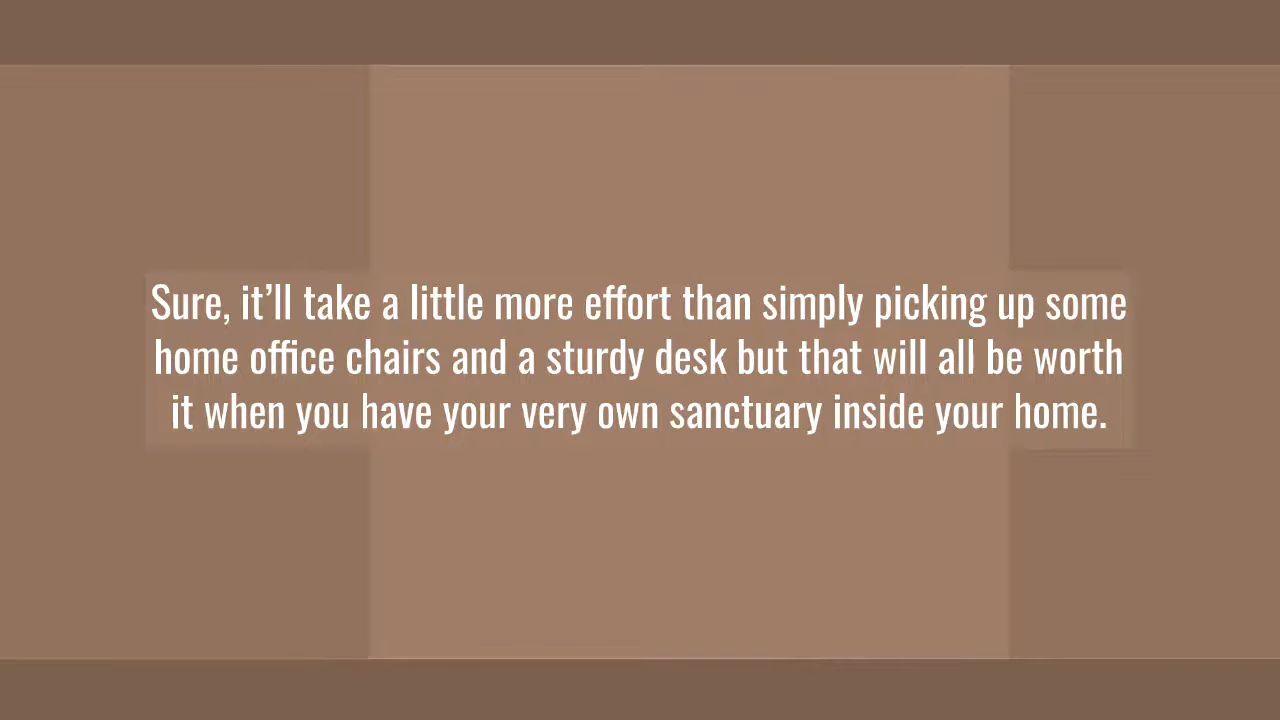 Sure, it’ll take a little more effort than simply picking up some
home office chairs and a sturdy desk but that will all be worth
it when you have your very own sanctuary inside your home.